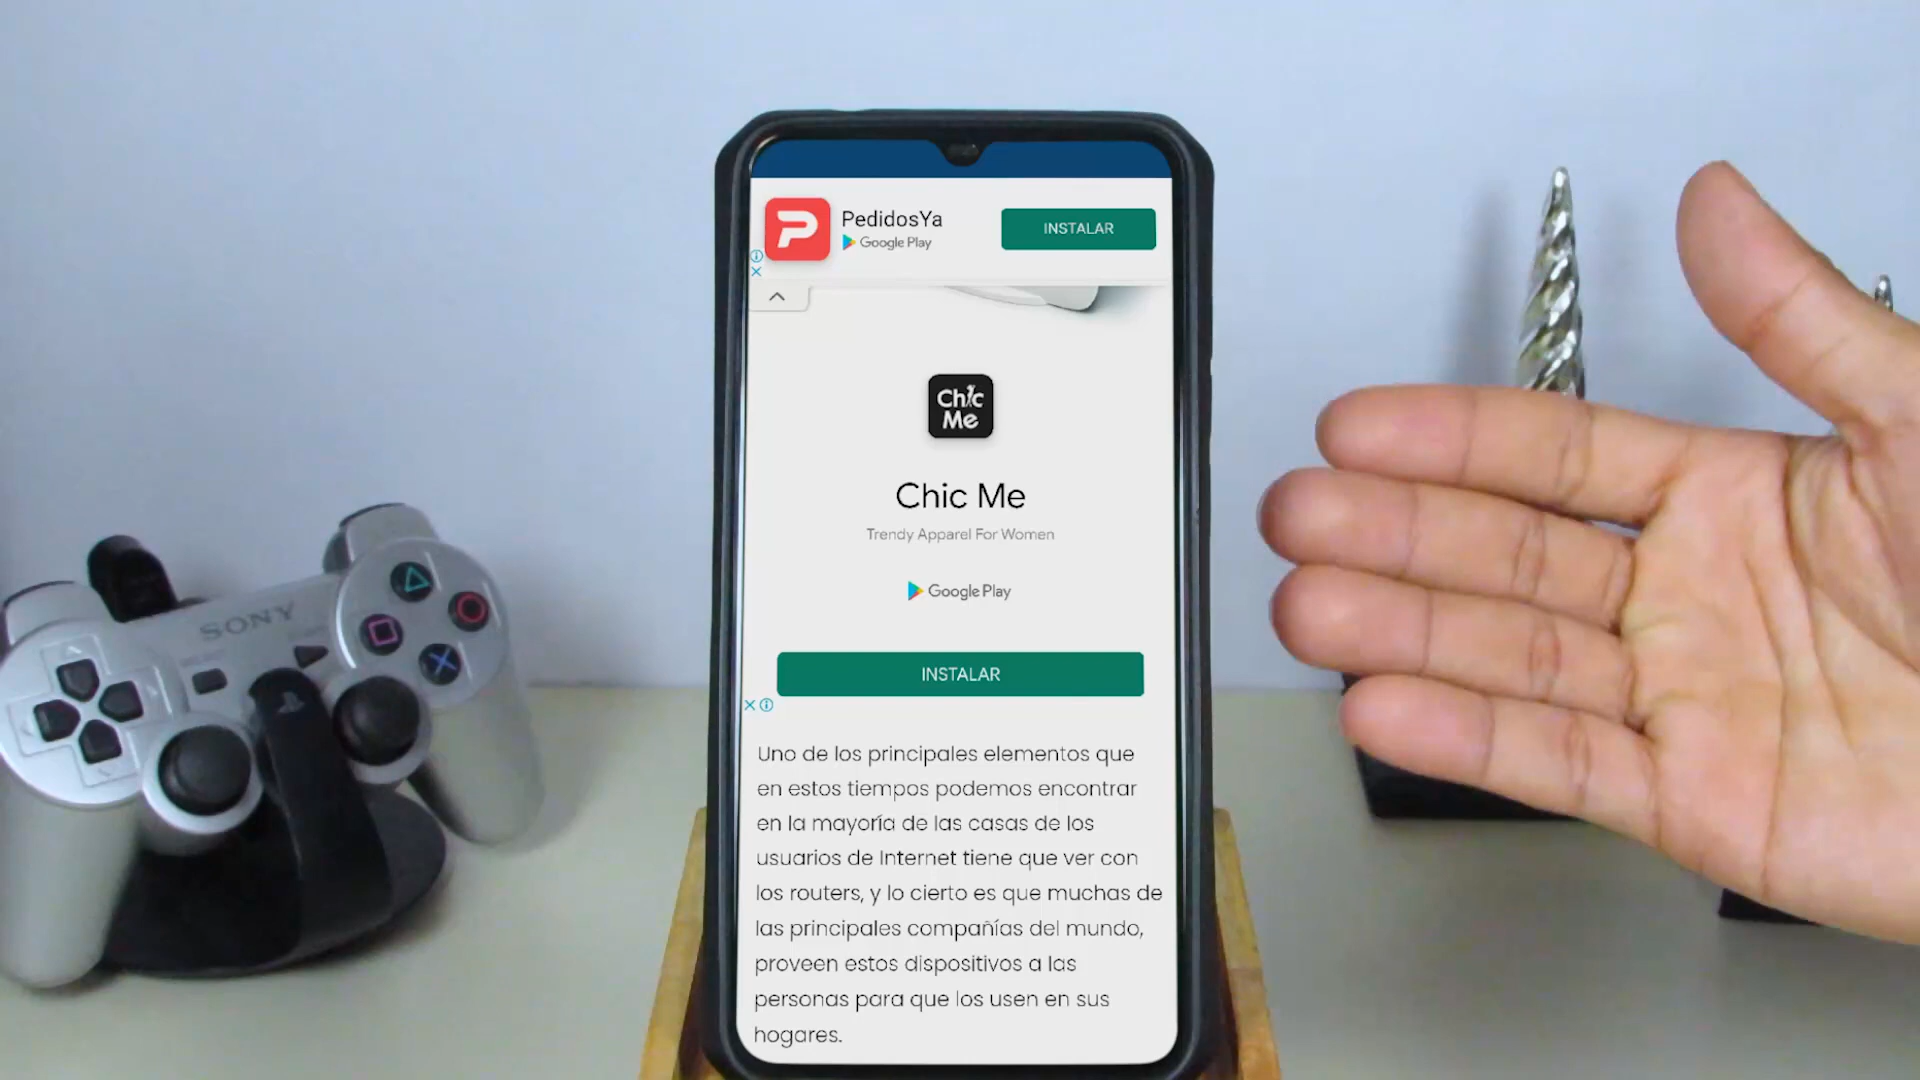 PedidosYa
Google Play
INSTALAR
Chic
Me
Chic Me
Trendy Apparel For Women
Google Play
INSTALAR
Uno de los principales elementos que
en estos tiempos podemos encontrar
en la mayoría de las casas de los
usuarios de Internet tiene que ver con
los routers, y lo cierto es que muchas de
las principales compañías del mundo,
proveen estos dispositivos a las
personas para que los usen en sus
hogares.
SONY